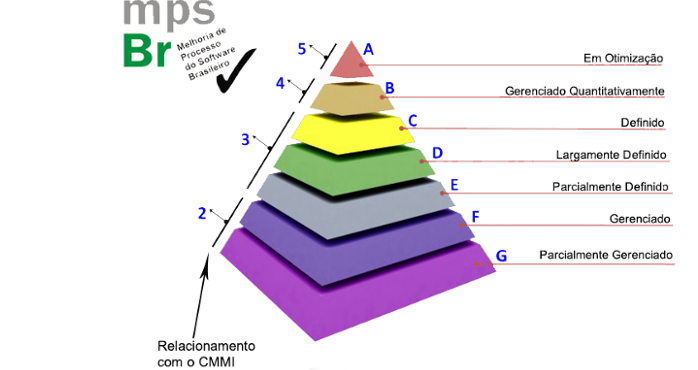 mps
Br
Melhoria de
Processo
do Software
Brasileiro
5
A
Em Otimização
4
B
Gerenciado Quantitativamente
C
Definido
3
D
Largamente Definido
E
Parcialmente Definido
2
F
Gerenciado
G
Parcialmente Gerenciado
Relacionamento
com o CMMI